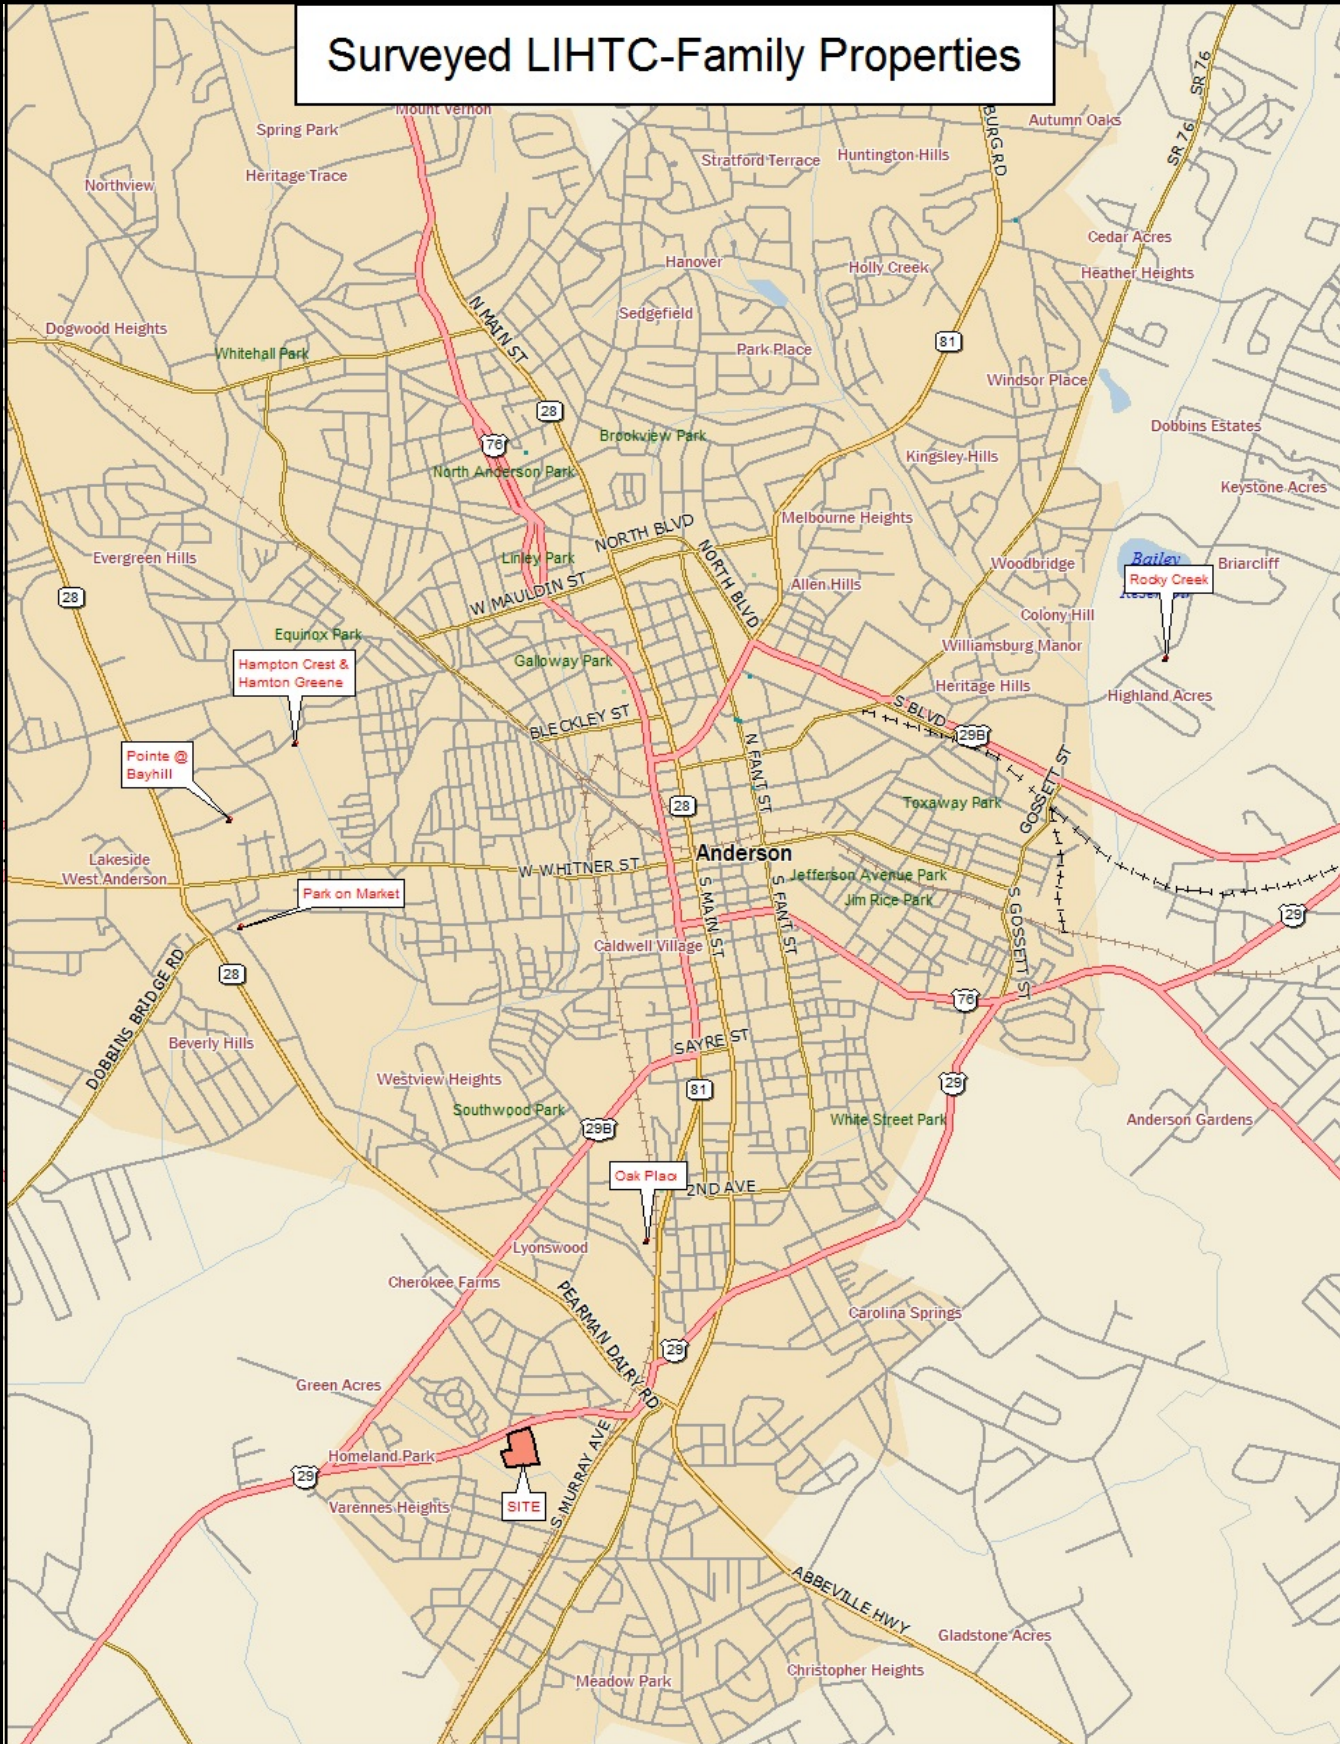 Surveyed LIHTC-Family Properties
Mount Vernon
SR 76
BURG RD
Autumn Oaks
Spring Park
SR 76
Stratford Terrace
Huntington Hills
Heritage Trace
Northview
Cedar Acres
Hanover
Holly Creek
Heather Heights
N MAIN ST
Sedgefield
Dogwood Heights
81
Whitehall Park
Park Place
Windsor Place
28
Dobbins Estates
Brookview Park
76
Kingsley Hills
North Anderson Park
Keystone Acres
Melbourne Heights
NORTH BLVD
NORTH BLVD
Evergreen Hills
Linley Park
Bailey
Woodbridge
Briarcliff
Rocky Creek
Allen Hills
W MAULDIN ST
28
Colony Hill
Equinox Park
Williamsburg Manor
Galloway Park
Hampton Crest &
Hamton Greene
Heritage Hills
Highland Acres
S BLVD
BLECKLEY ST
29B
Pointe @
Bayhill
N FANT ST
GOSSETT ST
28
Toxaway Park
Anderson
Lakeside
West Anderson
W WHITNER ST
Jefferson Avenue Park
Park on Market
Jim Rice Park
S MAIN ST
S FANT ST
S GOSSETT ST
29
Caldwell Village
28
DOBBINS BRIDGE RD
76
Beverly Hills
SAYRE ST
Westview Heights
81
29
Southwood Park
White Street Park
Anderson Gardens
29B
Oak Place
2ND AVE
Lyonswood
Cherokee Farms
PEARMAN DAIRY RD
Carolina Springs
29
Green Acres
Homeland Park
29
S MURRAY AVE
SITE
Varennes Heights
ABBEVILLE HWY
Gladstone Acres
Christopher Heights
Meadow Park